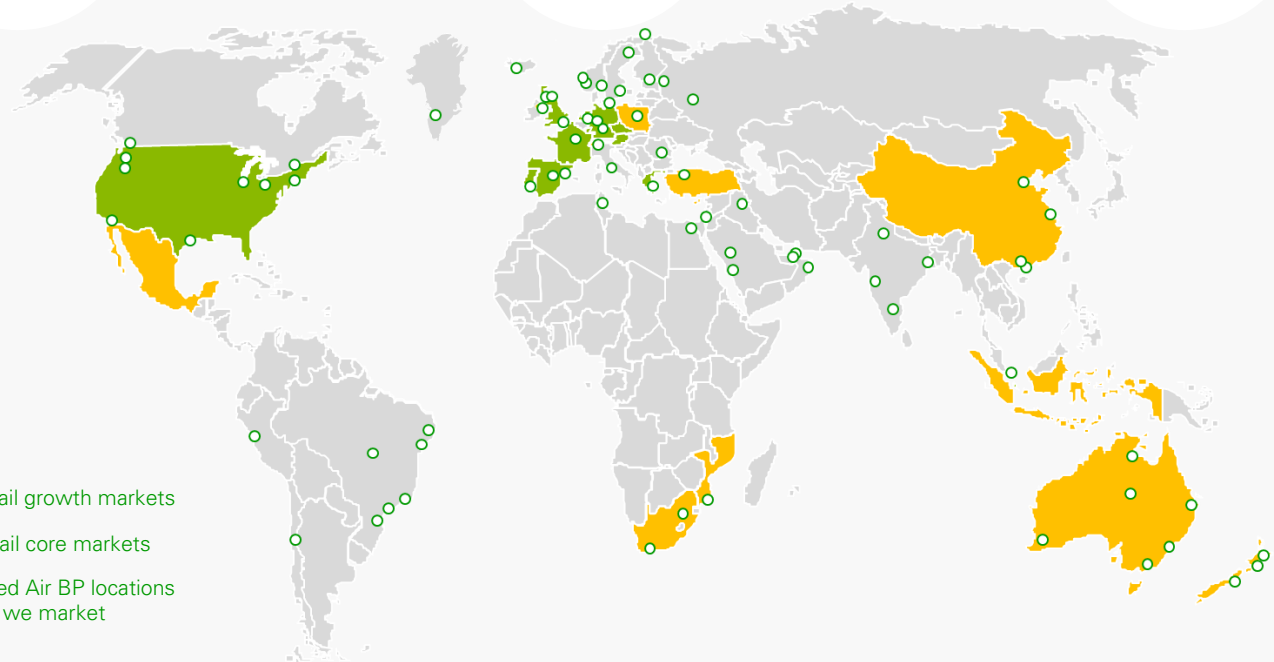 ail growth markets
ail core markets
ed Air BP locations
we market